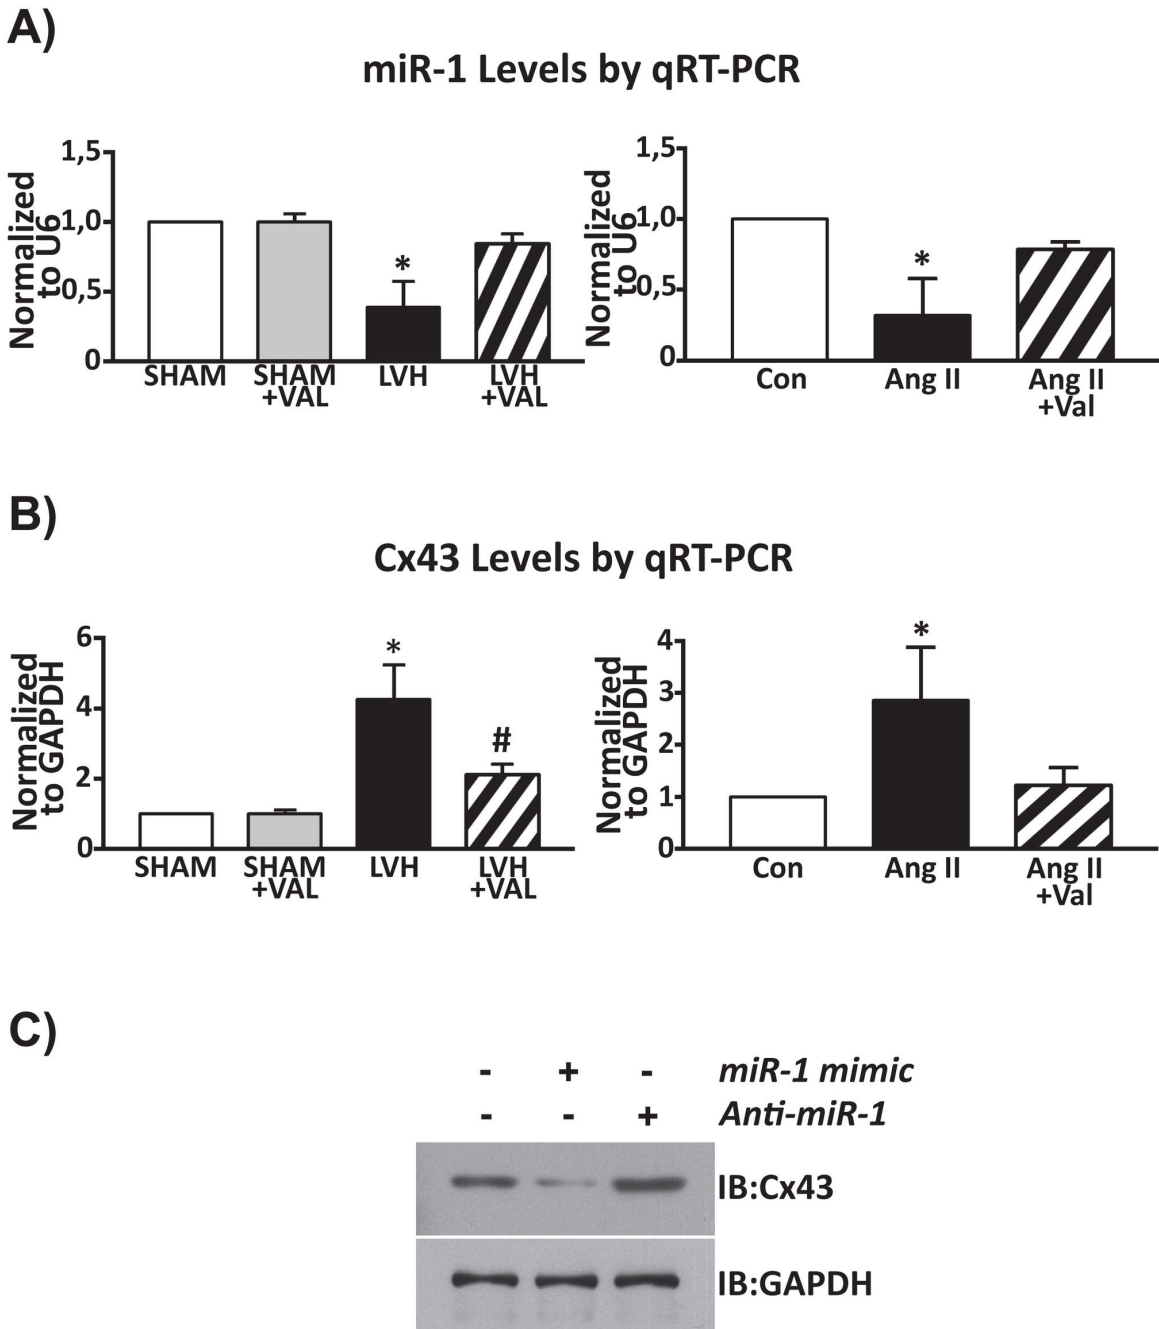 A)
miR-1 Levels by qRT-PCR
Normalized
to U6
1,5
1,0
0,5
0
*
SHAM
SHAM
+VAL
LVH
LVH
+VAL
Normalized
to U6
1,5
1,0
0,5
0
*
Con
Ang II
Ang II
+Val
B)
Cx43 Levels by qRT-PCR
Normalized
to GAPDH
6
4
2
0
*
#
SHAM
SHAM
+VAL
LVH
LVH
+VAL
Normalized
to GAPDH
4
3
2
1
0
*
Con
Ang II
Ang II
+Val
C)
- + - miR-1 mimic
- - + Anti-miR-1
IB:Cx43
IB:GAPDH